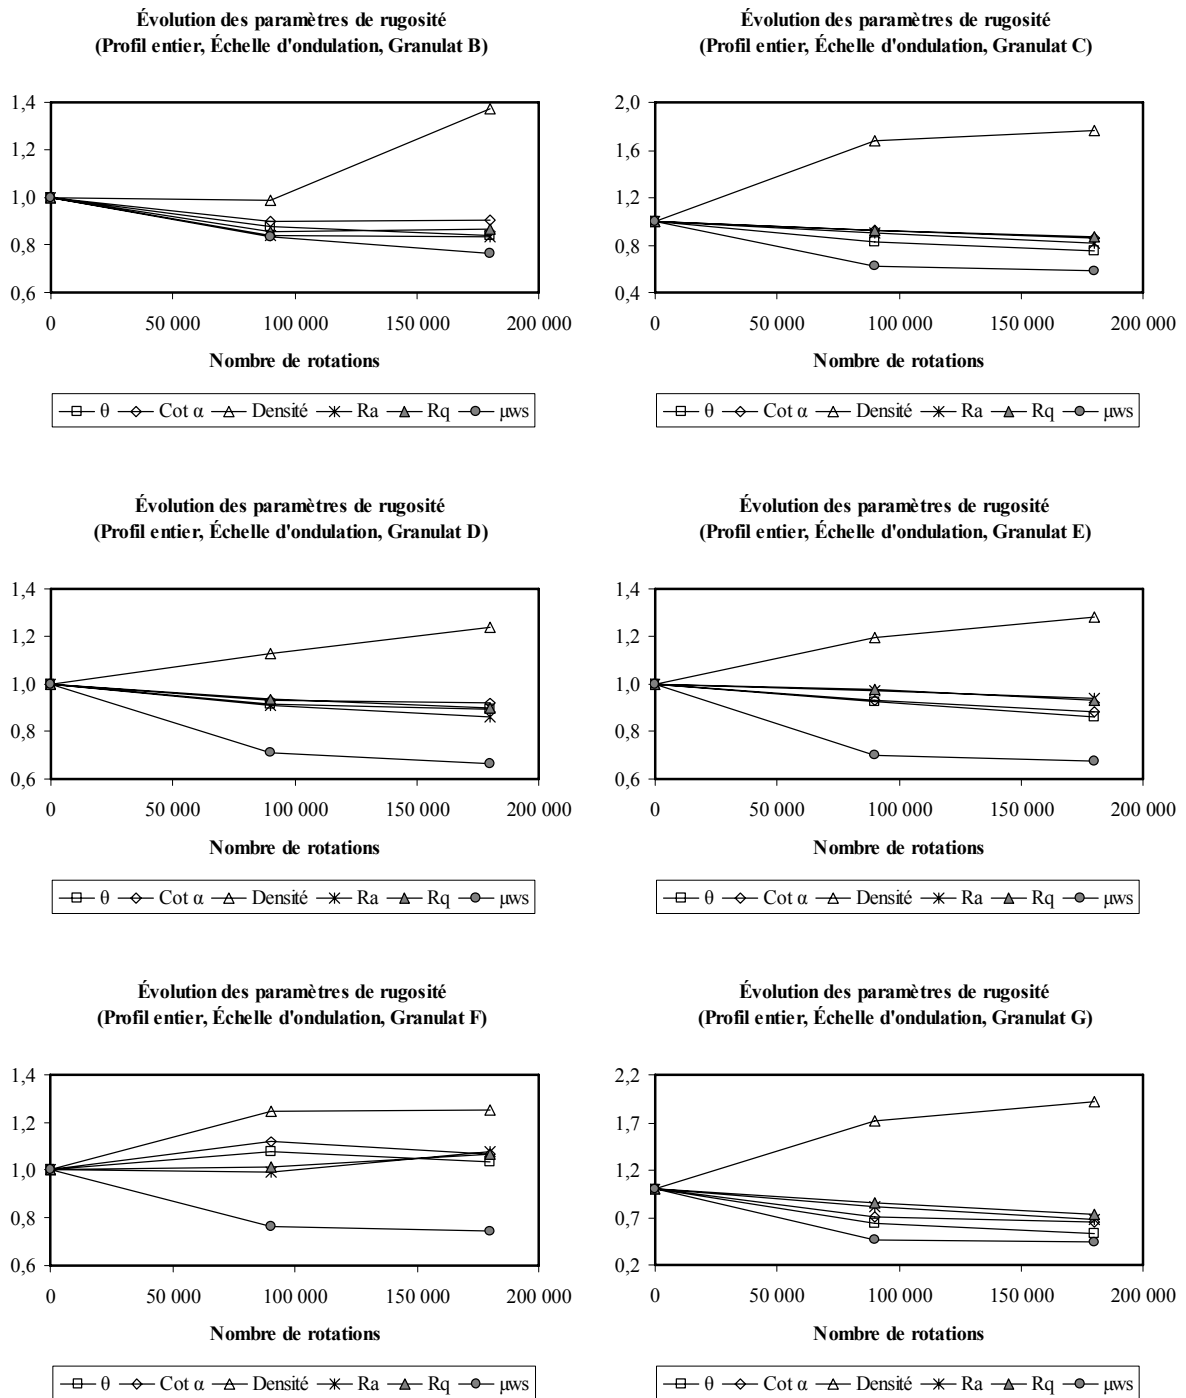 Évolution des paramètres de rugosité
(Profil entier, Échelle d'ondulation, Granulat B)
1,4
1,2
1,0
0,8
0,6
0 50 000 100 000 150 000 200 000
Nombre de rotations
θ Cot α Densité Ra Rq μws
Évolution des paramètres de rugosité
(Profil entier, Échelle d'ondulation, Granulat C)
2,0
1,6
1,2
0,8
0,4
0 50 000 100 000 150 000 200 000
Nombre de rotations
θ Cot α Densité Ra Rq μws
Évolution des paramètres de rugosité
(Profil entier, Échelle d'ondulation, Granulat D)
1,4
1,2
1,0
0,8
0,6
0 50 000 100 000 150 000 200 000
Nombre de rotations
θ Cot α Densité Ra Rq μws
Évolution des paramètres de rugosité
(Profil entier, Échelle d'ondulation, Granulat E)
1,4
1,2
1,0
0,8
0,6
0 50 000 100 000 150 000 200 000
Nombre de rotations
θ Cot α Densité Ra Rq μws
Évolution des paramètres de rugosité
(Profil entier, Échelle d'ondulation, Granulat F)
1,4
1,2
1,0
0,8
0,6
0 50 000 100 000 150 000 200 000
Nombre de rotations
θ Cot α Densité Ra Rq μws
Évolution des paramètres de rugosité
(Profil entier, Échelle d'ondulation, Granulat G)
2,2
1,7
1,2
0,7
0,2
0 50 000 100 000 150 000 200 000
Nombre de rotations
θ Cot α Densité Ra Rq μws